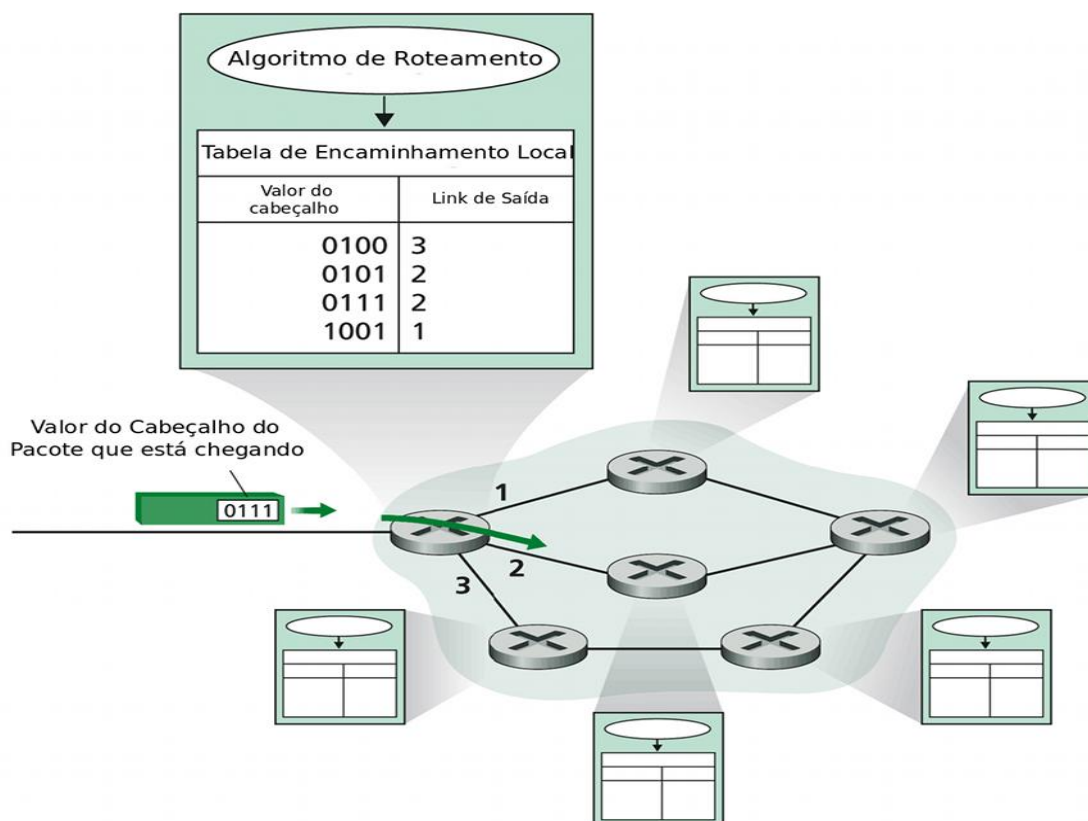 Algoritmo de Roteamento
Tabela de Encaminhamento Local
Valor do
cabeçalho
Link de Saída
0100 3
0101 2
0111 2
1001 1
Valor do Cabeçalho do
Pacote que está chegando
0111
1
2
3